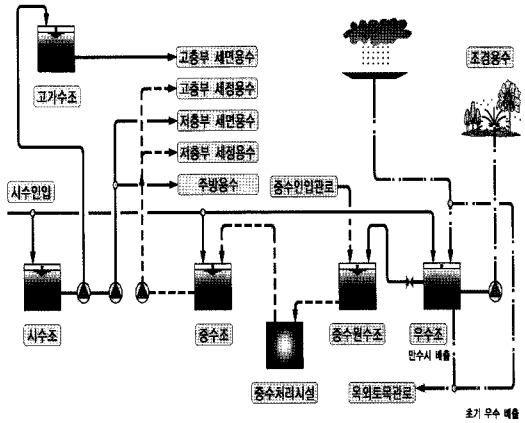 고층부 세면용수
조경용수
고층부 세정용수
고가수조
저층부 세면용수
저층부 세정용수
주방용수
중수인입관로
시수인입
시수조
중수조
중수원수조
우수조
만수시 배출
중수처리시설
옥외토목관로
초기 우수 배출